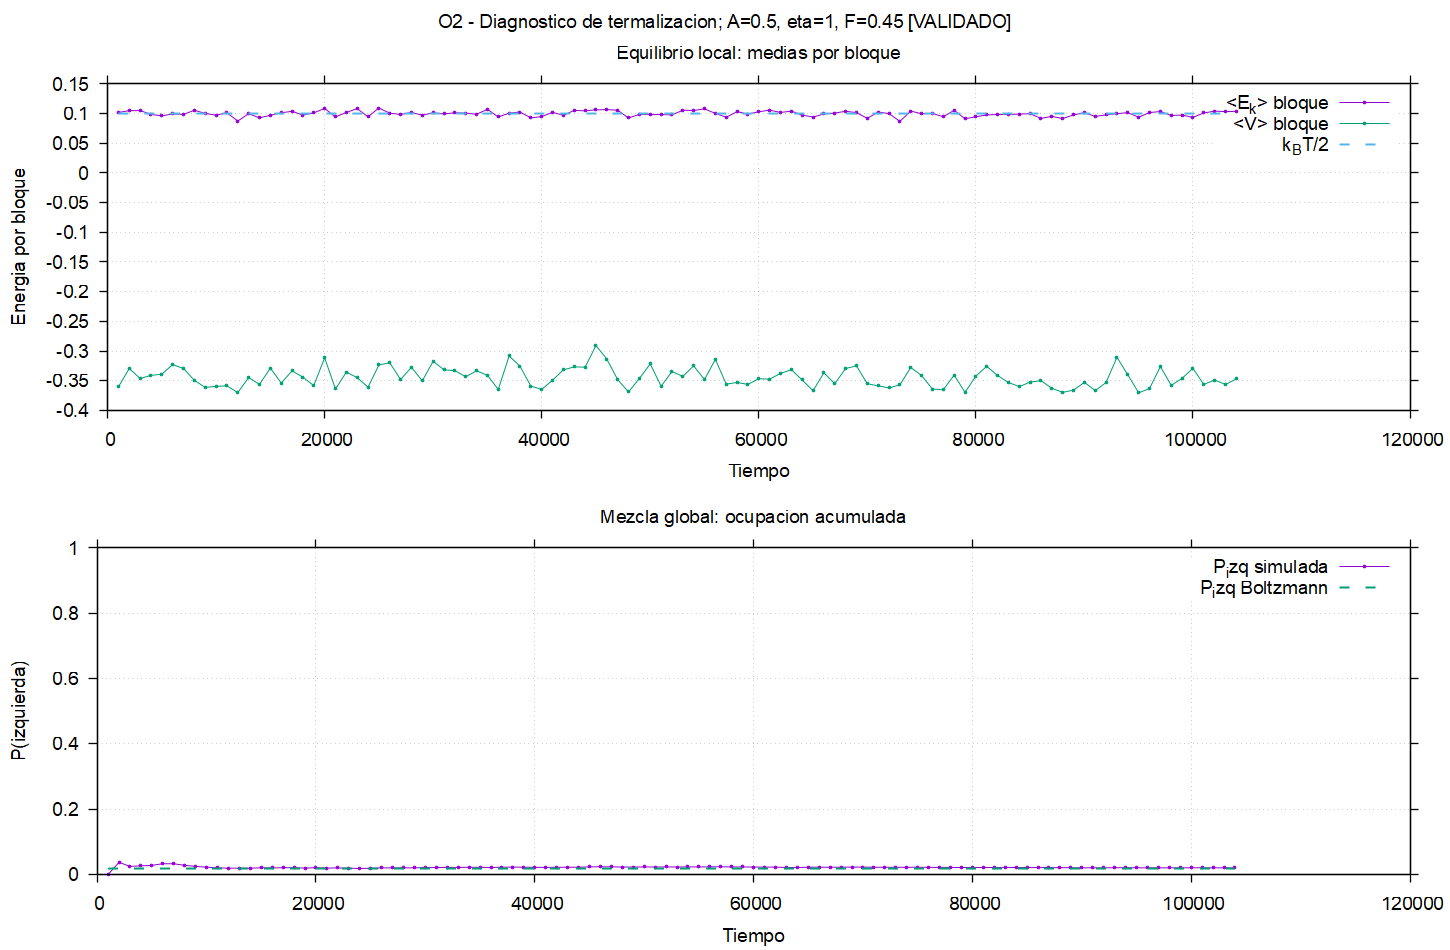 O2 - Diagnostico de termalizacion; A=0.5, eta=1, F=0.45 [VALIDADO]
Equilibrio local: medias por bloque
0.15
0.1
0.05
0
-0.05
-0.1
-0.15
-0.2
-0.25
-0.3
-0.35
-0.4
Energia por bloque
<Ek> bloque
<V> bloque
kBT/2
0 20000 40000 60000 80000 100000 120000
Tiempo
Mezcla global: ocupacion acumulada
1
0.8
0.6
0.4
0.2
0
P(izquierda)
Pizq simulada
Pizq Boltzmann
0 20000 40000 60000 80000 100000 120000
Tiempo